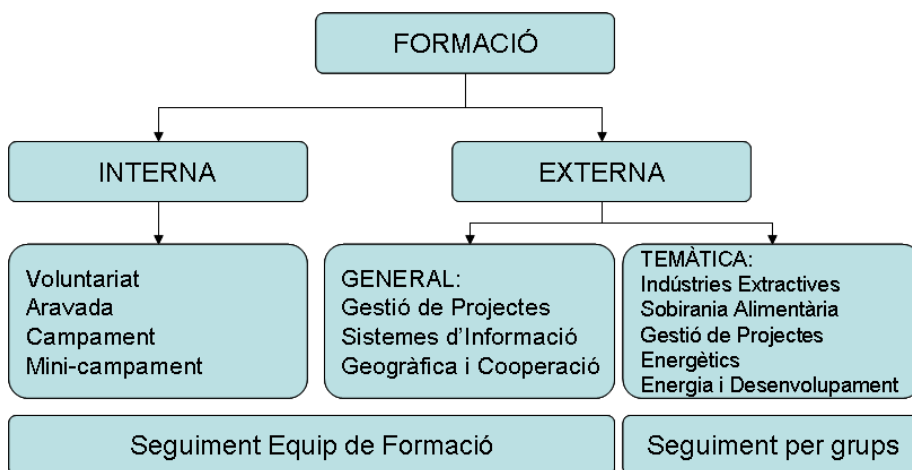 FORMACIÓ
INTERNA
EXTERNA
Voluntariat
Aravada
Campament
Mini-campament
GENERAL:
Gestió de Projectes
Sistemes d'Informació
Geogràfica i Cooperació
TEMÀTICA:
Indústries Extractives
Sobirania Alimentària
Gestió de Projectes
Energètics
Energia i Desenvolupament
Seguiment Equip de Formació
Seguiment per grups